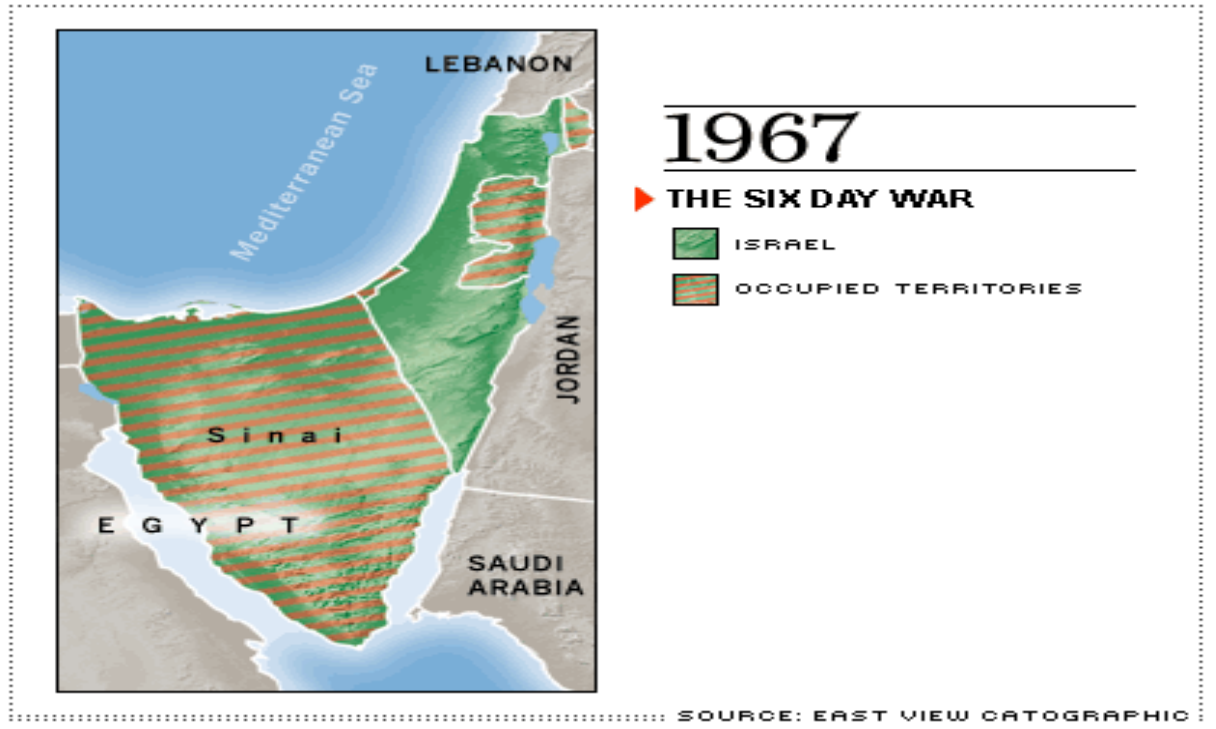 LEBANON
Mediterranean Sea
1967
THE SIX DAY WAR
ISRAEL
OCCUPIED TERRITORIES
JORDAN
Sinai
EGYPT
SAUDI
ARABIA
SOURCE: EAST VIEW CATOGRAPHIC